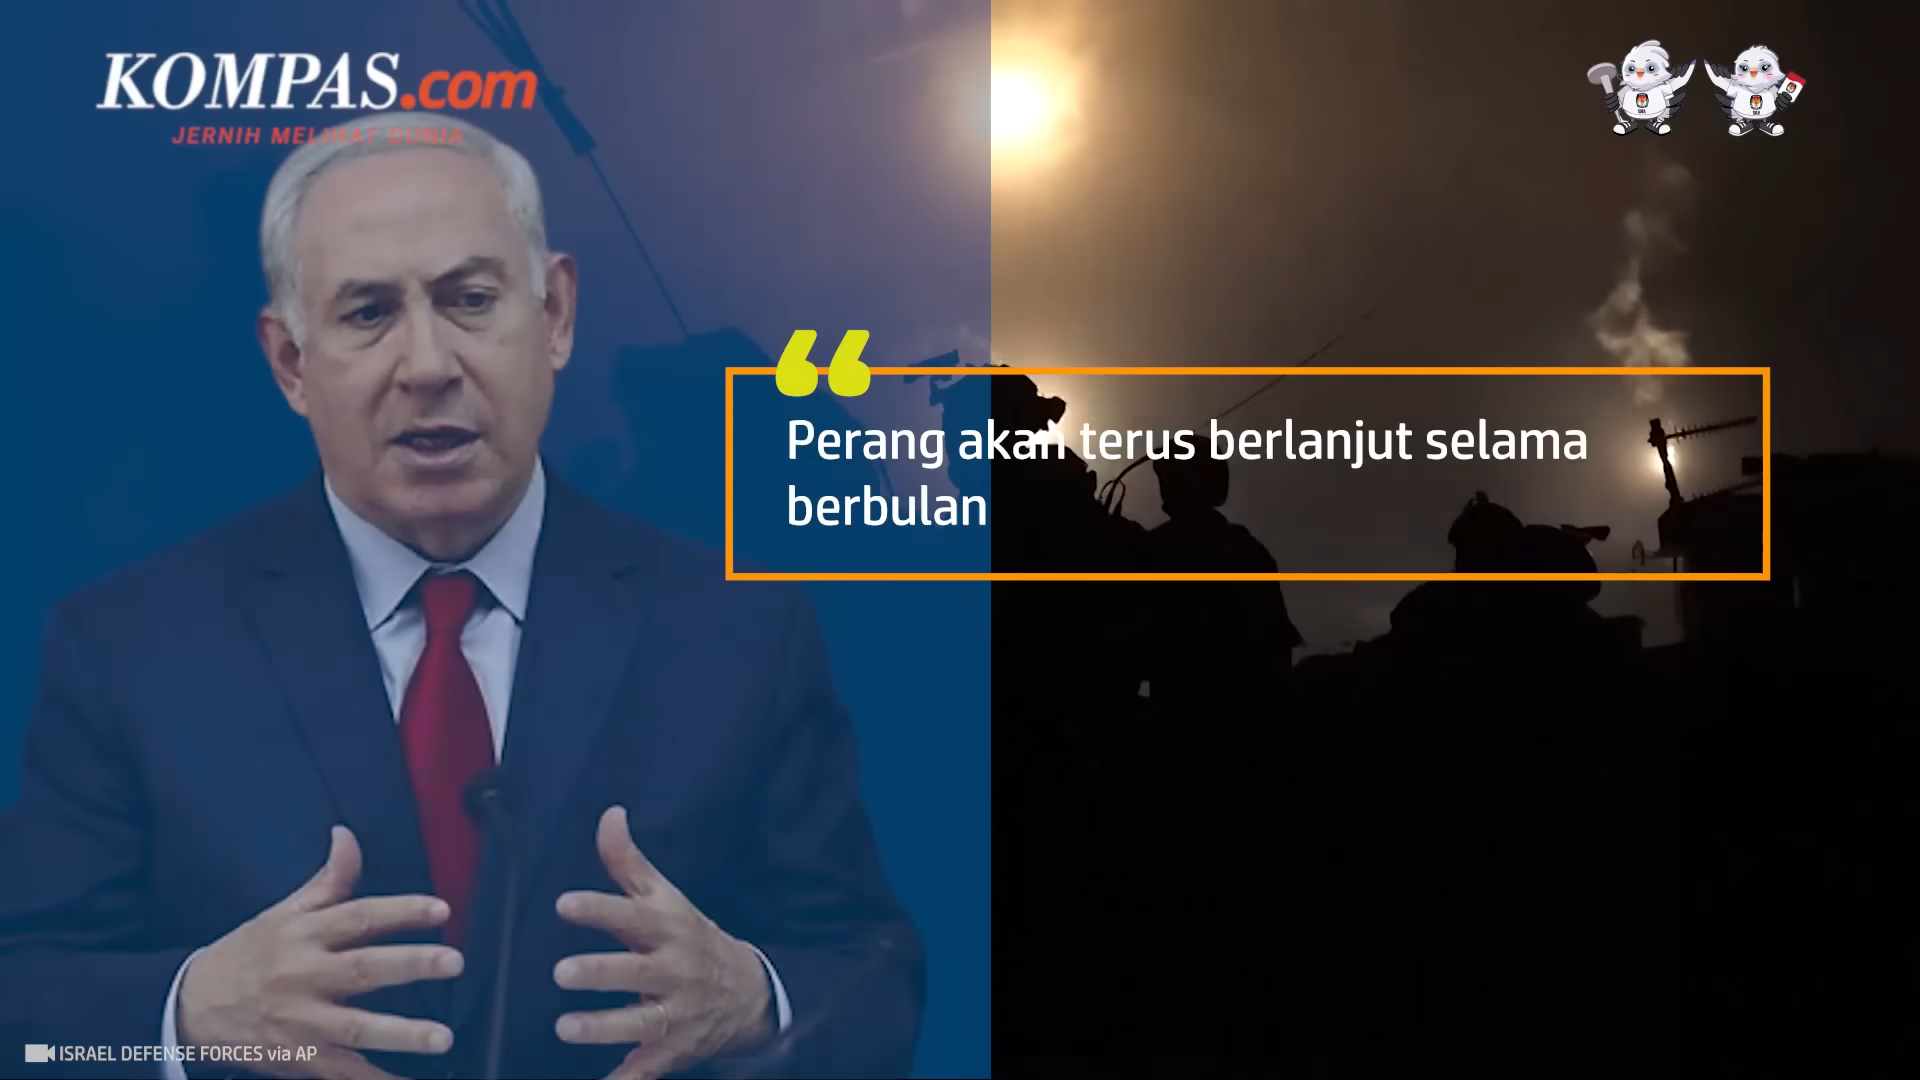 KOMPAS.com
JERNIH MELIHAT DUNIA
Perang akan terus berlanjut selama
berbulan
ISRAEL DEFENSE FORCES via AP